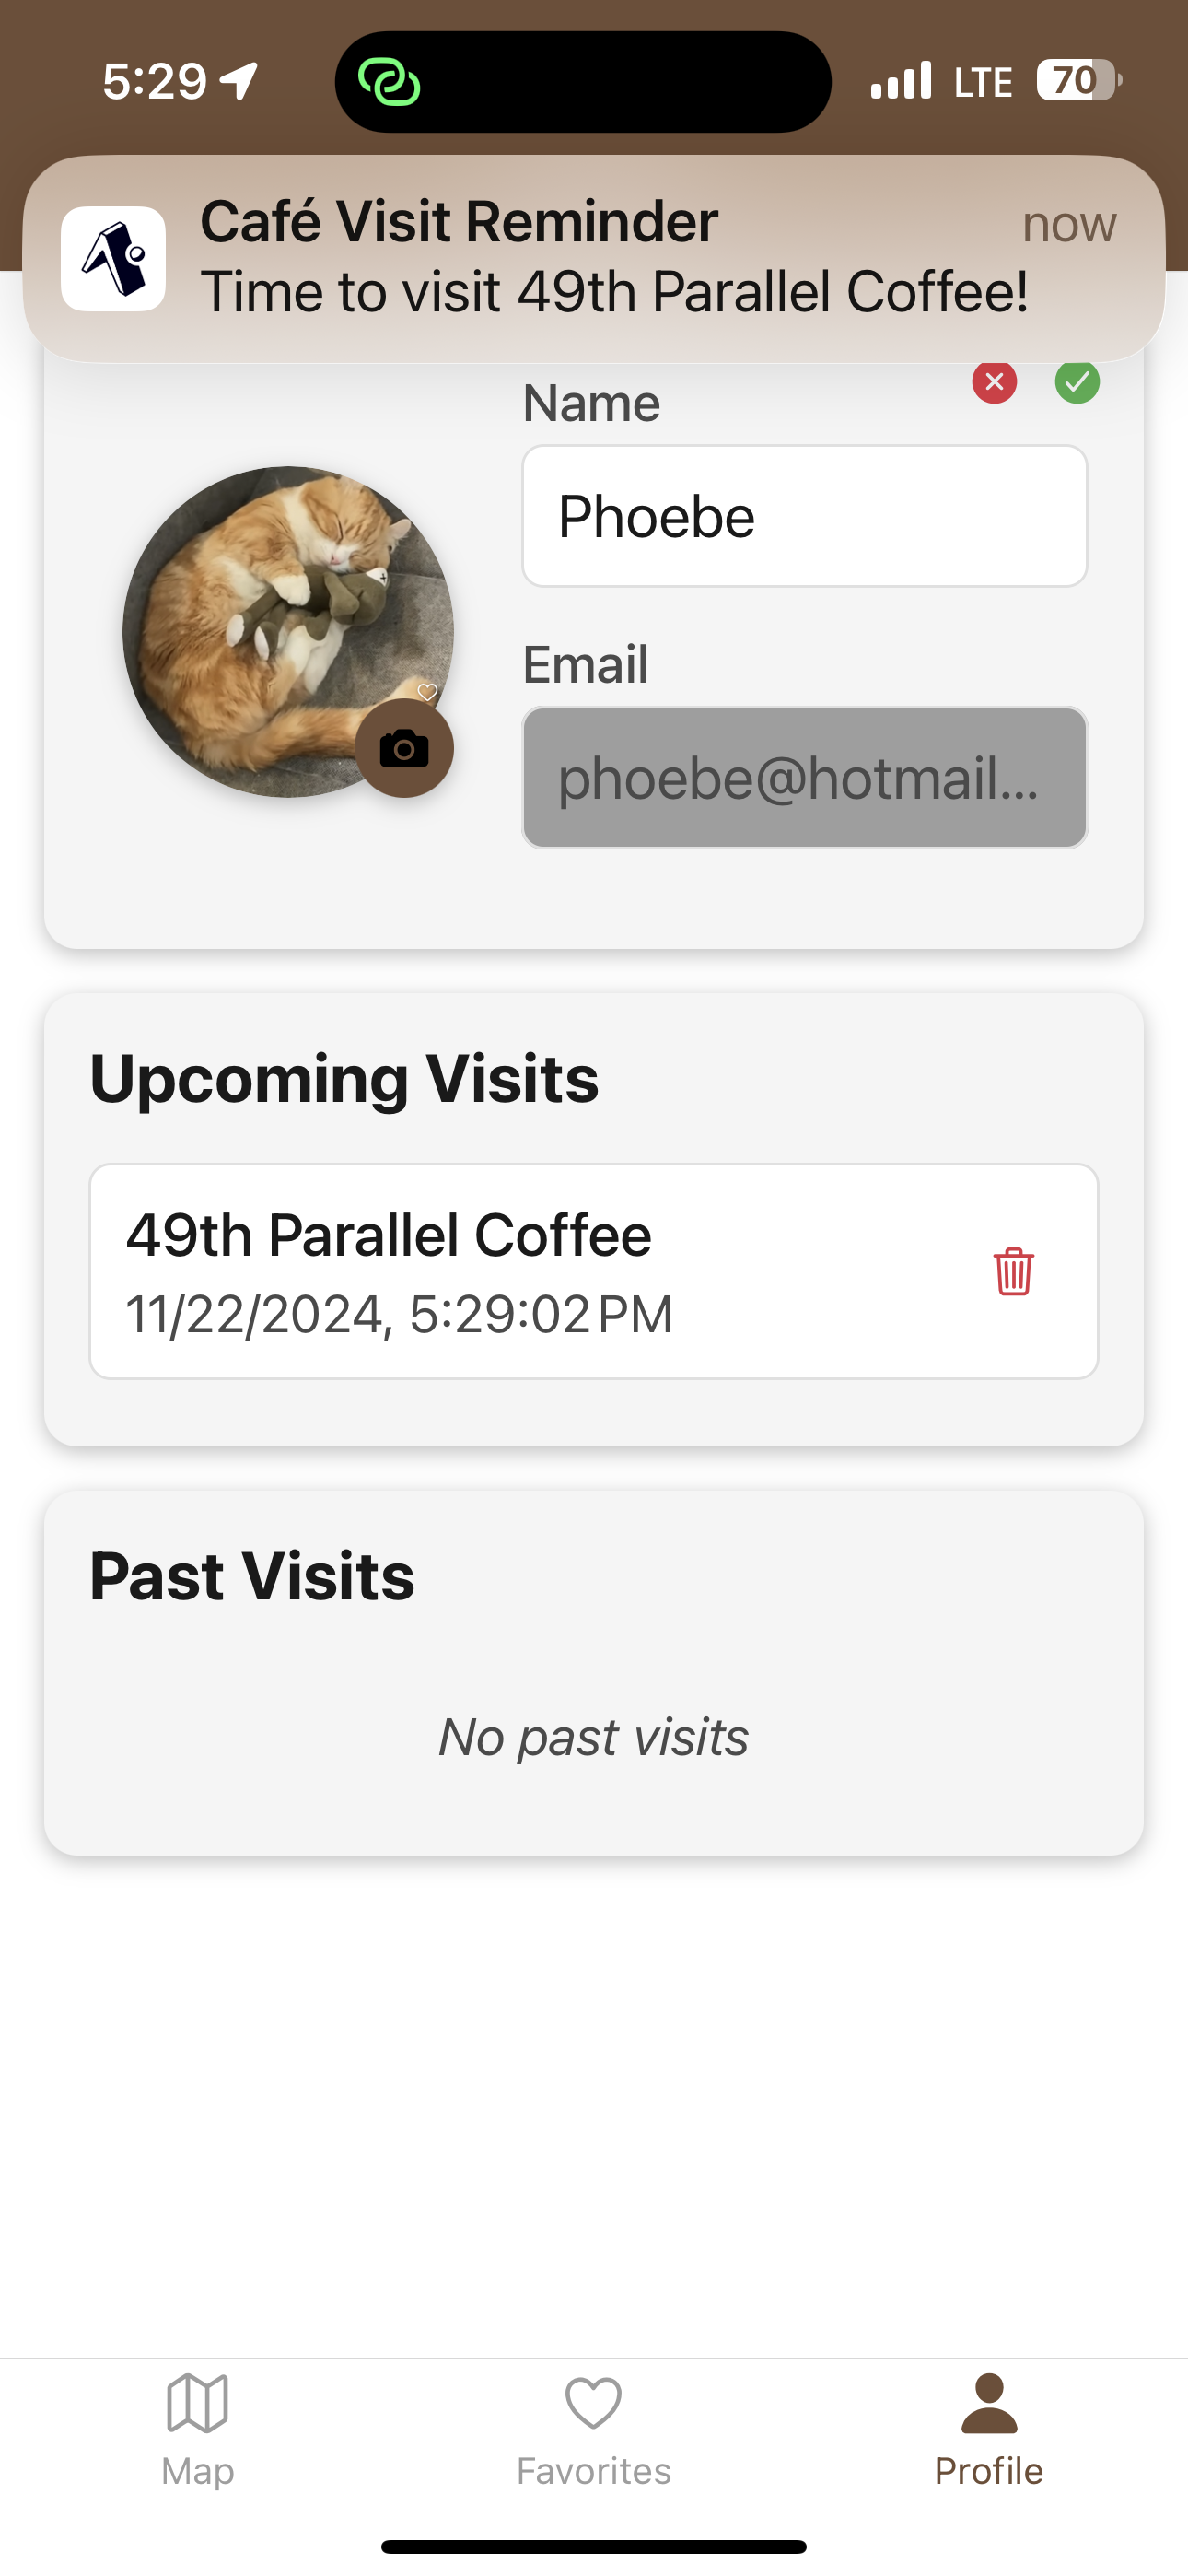 5:29
LTE
70
Café Visit Reminder
now
Time to visit 49th Parallel Coffee!
Name
Phoebe
Email
phoebe@hotmail...
Upcoming Visits
49th Parallel Coffee
11/22/2024, 5:29:02 PM
Past Visits
No past visits
Map
Favorites
Profile